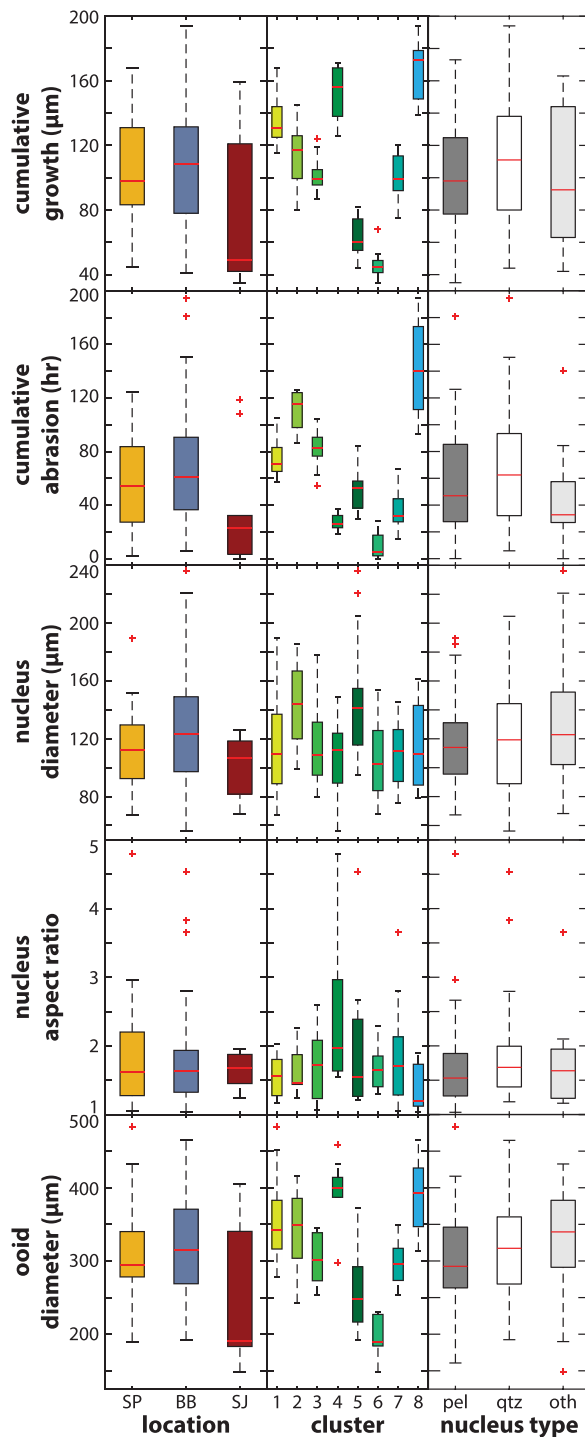 cumulative
growth (μm)
200
160
120
80
40
cumulative
abrasion (hr)
200
160
120
80
40
0
nucleus
diameter (μm)
240
200
160
120
80
nucleus
aspect ratio
5
4
3
2
1
ooid
diameter (μm)
500
400
300
200
SP BB SJ 1 2 3 4 5 6 7 8 pel qtz oth
location cluster nucleus type